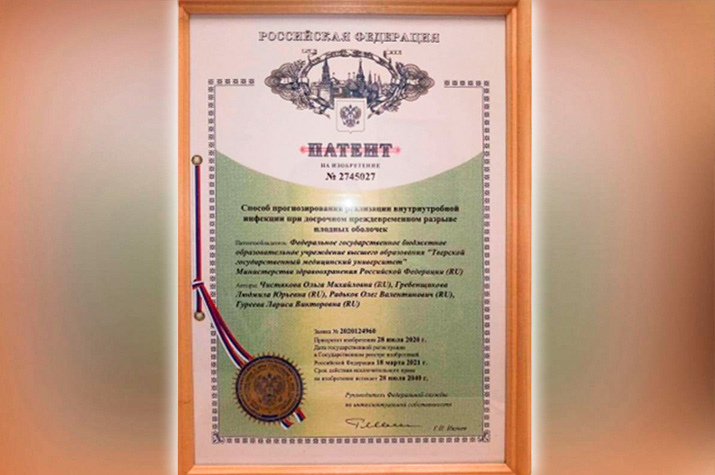 РОССИЙСКАЯ ФЕДЕРАЦИЯ
ПАТЕНТ
НА ИЗОБРЕТЕНИЕ
№ 2745027
Способ прогнозирования реализации внутриутробной
инфекции при досрочном преждевременном разрыве
плодных оболочек
Патентообладатель: Федеральное государственное бюджетное
образовательное учреждение высшего образования "Тверской
государственный медицинский университет"
Министерства здравоохранения Российской Федерации (RU)
Авторы: Чистякова Ольга Михайловна (RU), Гребенщикова
Людмила Юрьевна (RU), Радьков Олег Валентинович (RU),
Гуреева Лариса Викторовна (RU)
Заявка № 2020124960
Приоритет изобретения 28 июля 2020 г.
Дата государственной регистрации
в Государственном реестре изобретений
Российской Федерации 18 марта 2021 г.
Срок действия исключительного права
на изобретение истекает 28 июля 2040 г.
Руководитель Федеральной службы
по интеллектуальной собственности
Г.П. Ивлиев